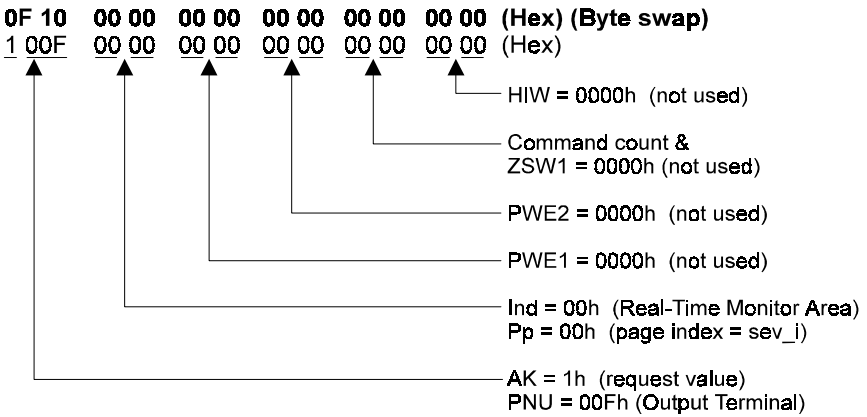 0F 10 00 00 00 00 00 00 00 00 00 00 (Hex) (Byte swap)
1 00F 00 00 00 00 00 00 00 00 00 00 (Hex)
HIW = 0000h (not used)
Command count &
ZSW1 = 0000h (not used)
PWE2 = 0000h (not used)
PWE1 = 0000h (not used)
Ind = 00h (Real-Time Monitor Area)
Pp = 00h (page index = sev_i)
AK = 1h (request value)
PNU = 00Fh (Output Terminal)